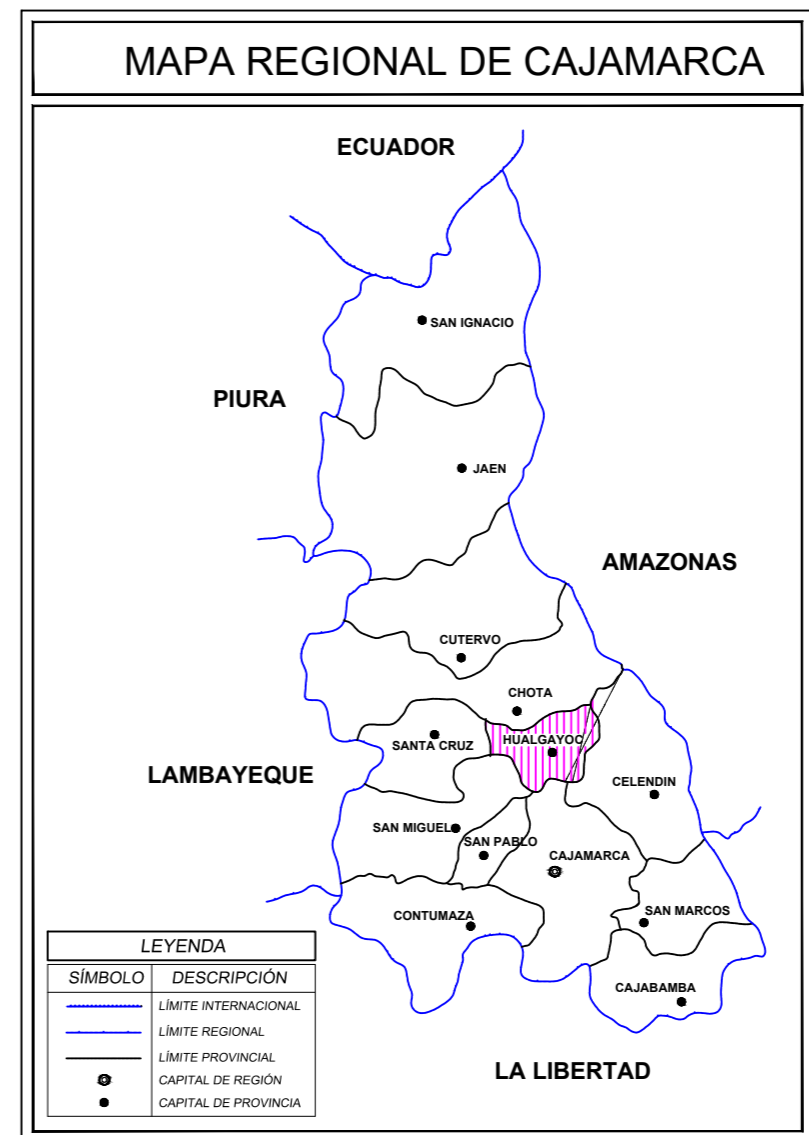 MAPA REGIONAL DE CAJAMARCA
ECUADOR
SAN IGNACIO
PIURA
JAEN
AMAZONAS
CUTERVO
CHOTA
HUALGAYOC
SANTA CRUZ
LAMBAYEQUE
CELENDIN
SAN MIGUEL
SAN PABLO
CAJAMARCA
CONTUMAZA
SAN MARCOS
CAJABAMBA
LA LIBERTAD
LEYENDA
SÍMBOLO DESCRIPCIÓN
LÍMITE INTERNACIONAL
LÍMITE REGIONAL
LÍMITE PROVINCIAL
CAPITAL DE REGIÓN
CAPITAL DE PROVINCIA